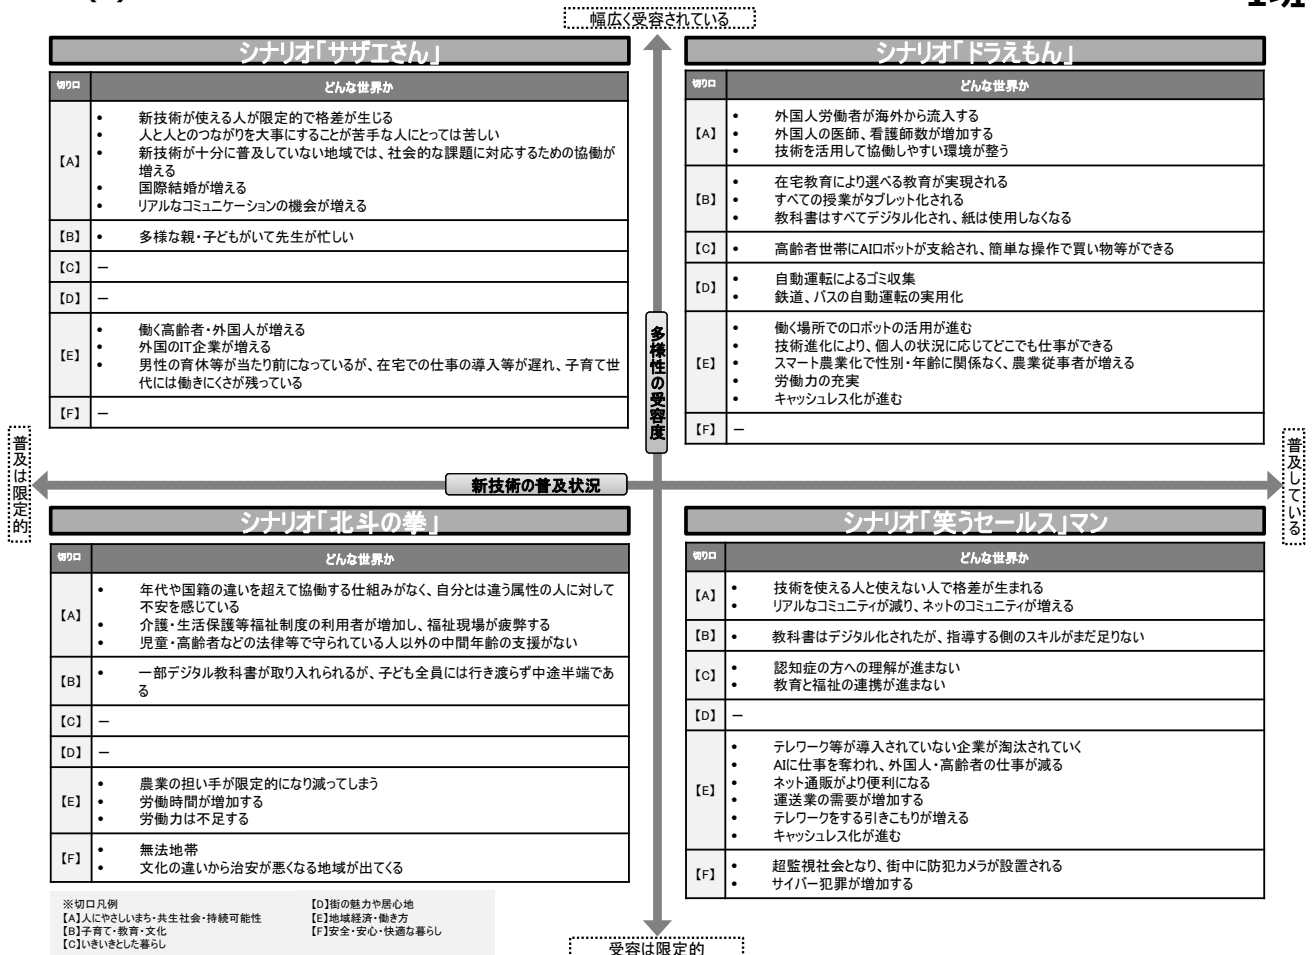 幅広く受容されている
シナリオ「サザエさん」
切り口 どんな世界か
【A】
• 新技術が使える人が限定的で格差が生じる
• 人と人とのつながりを大事にすることが苦手な人にとっては苦しい
• 新技術が十分に普及していない地域では、社会的な課題に対応するための協働が
増える
• 国際結婚が増える
• リアルなコミュニケーションの機会が増える
【B】 • 多様な親・子どもがいて先生が忙しい
【C】 －
【D】 －
【E】
• 働く高齢者・外国人が増える
• 外国のIT企業が増える
• 男性の育休等が当たり前になっているが、在宅での仕事の導入等が遅れ、子育て世
代には働きにくさが残っている
【F】 －
シナリオ「ドラえもん」
切り口 どんな世界か
【A】
• 外国人労働者が海外から流入する
• 外国人の医師、看護師数が増加する
• 技術を活用して協働しやすい環境が整う
【B】
• 在宅教育により選べる教育が実現される
• すべての授業がタブレット化される
• 教科書はすべてデジタル化され、紙は使用しなくなる
【C】 • 高齢者世帯にAIロボットが支給され、簡単な操作で買い物等ができる
【D】
• 自動運転によるゴミ収集
• 鉄道、バスの自動運転の実用化
【E】
• 働く場所でのロボットの活用が進む
• 技術進化により、個人の状況に応じてどこでも仕事ができる
• スマート農業化で性別・年齢に関係なく、農業従事者が増える
• 労働力の充実
• キャッシュレス化が進む
【F】 －
多様性の受容度
普及は限定的
新技術の普及状況
普及している
シナリオ「北斗の拳」
切り口 どんな世界か
【A】
• 年代や国籍の違いを超えて協働する仕組みがなく、自分とは違う属性の人に対して
不安を感じている
• 介護・生活保護等福祉制度の利用者が増加し、福祉現場が疲弊する
• 児童・高齢者などの法律等で守られている人以外の中間年齢の支援がない
【B】
• 一部デジタル教科書が取り入れられるが、子ども全員には行き渡らず中途半端であ
る
【C】 －
【D】 －
【E】
• 農業の担い手が限定的になり減ってしまう
• 労働時間が増加する
• 労働力は不足する
【F】
• 無法地帯
• 文化の違いから治安が悪くなる地域が出てくる
シナリオ「笑うセールス」マン
切り口 どんな世界か
【A】
• 技術を使える人と使えない人で格差が生まれる
• リアルなコミュニティが減り、ネットのコミュニティが増える
【B】 • 教科書はデジタル化されたが、指導する側のスキルがまだ足りない
【C】
• 認知症の方への理解が進まない
• 教育と福祉の連携が進まない
【D】 －
【E】
• テレワーク等が導入されていない企業が淘汰されていく
• AIに仕事を奪われ、外国人・高齢者の仕事が減る
• ネット通販がより便利になる
• 運送業の需要が増加する
• テレワークをする引きこもりが増える
• キャッシュレス化が進む
【F】
• 超監視社会となり、街中に防犯カメラが設置される
• サイバー犯罪が増加する
※切口凡例
【A】人にやさしいまち・共生社会・持続可能性
【B】子育て・教育・文化
【C】いきいきとした暮らし
【D】街の魅力や居心地
【E】地域経済・働き方
【F】安全・安心・快適な暮らし
受容は限定的